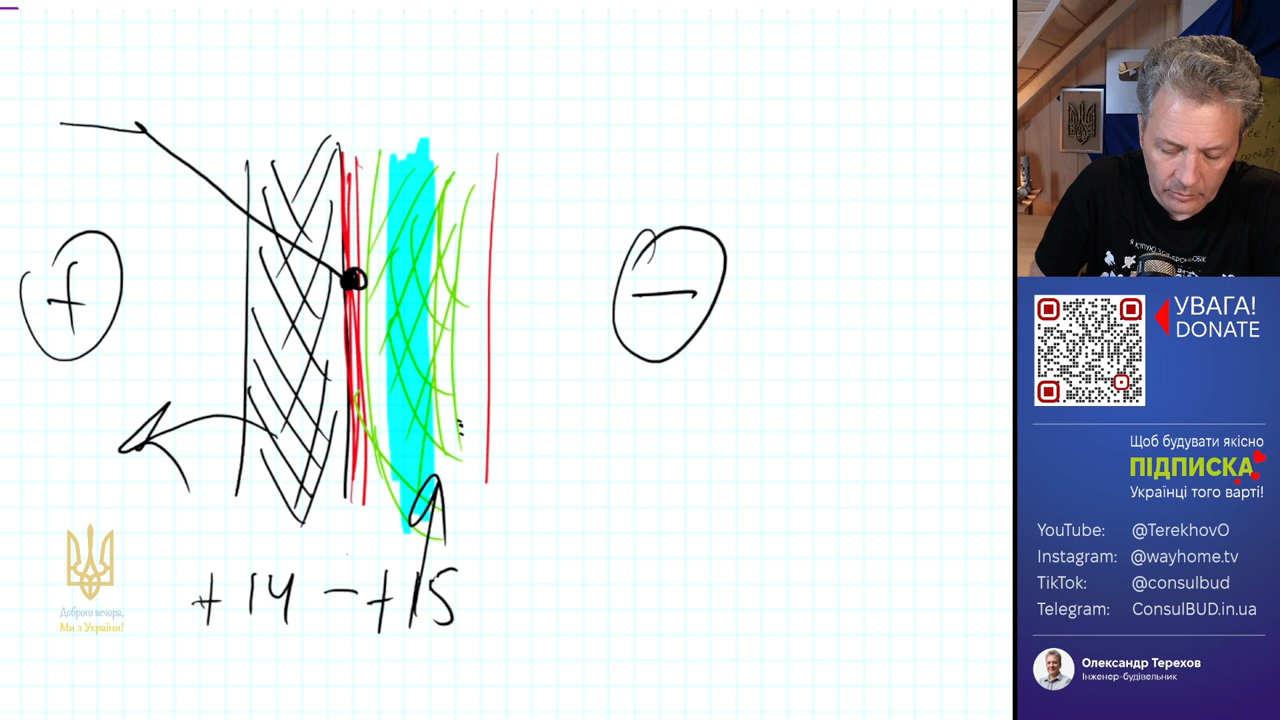 +
−
+14 − +15
Доброго вечора,
Ми з України!
УВАГА!
DONATE
Щоб будувати якісно
ПІДПИСКА
Українці того варті!
YouTube: @TerekhovO
Instagram: @wayhome.tv
TikTok: @consulbud
Telegram: ConsulBUD.in.ua
Олександр Терехов
Інженер-будівельник